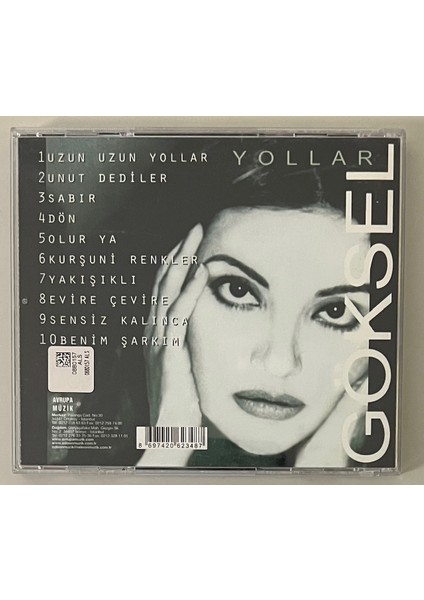 YOLLAR
GÖKSEL
1UZUN UZUN YOLLAR
2UNUT DEDİLER
3SABIR
4DÖN
5OLUR YA
6KURŞUNİ RENKLER
7YAKIŞIKLI
8EVİRE ÇEVİRE
9SENSİZ KALINCA
10BENİM ŞARKIM
AVRUPA
MÜZİK
8 697420 623487